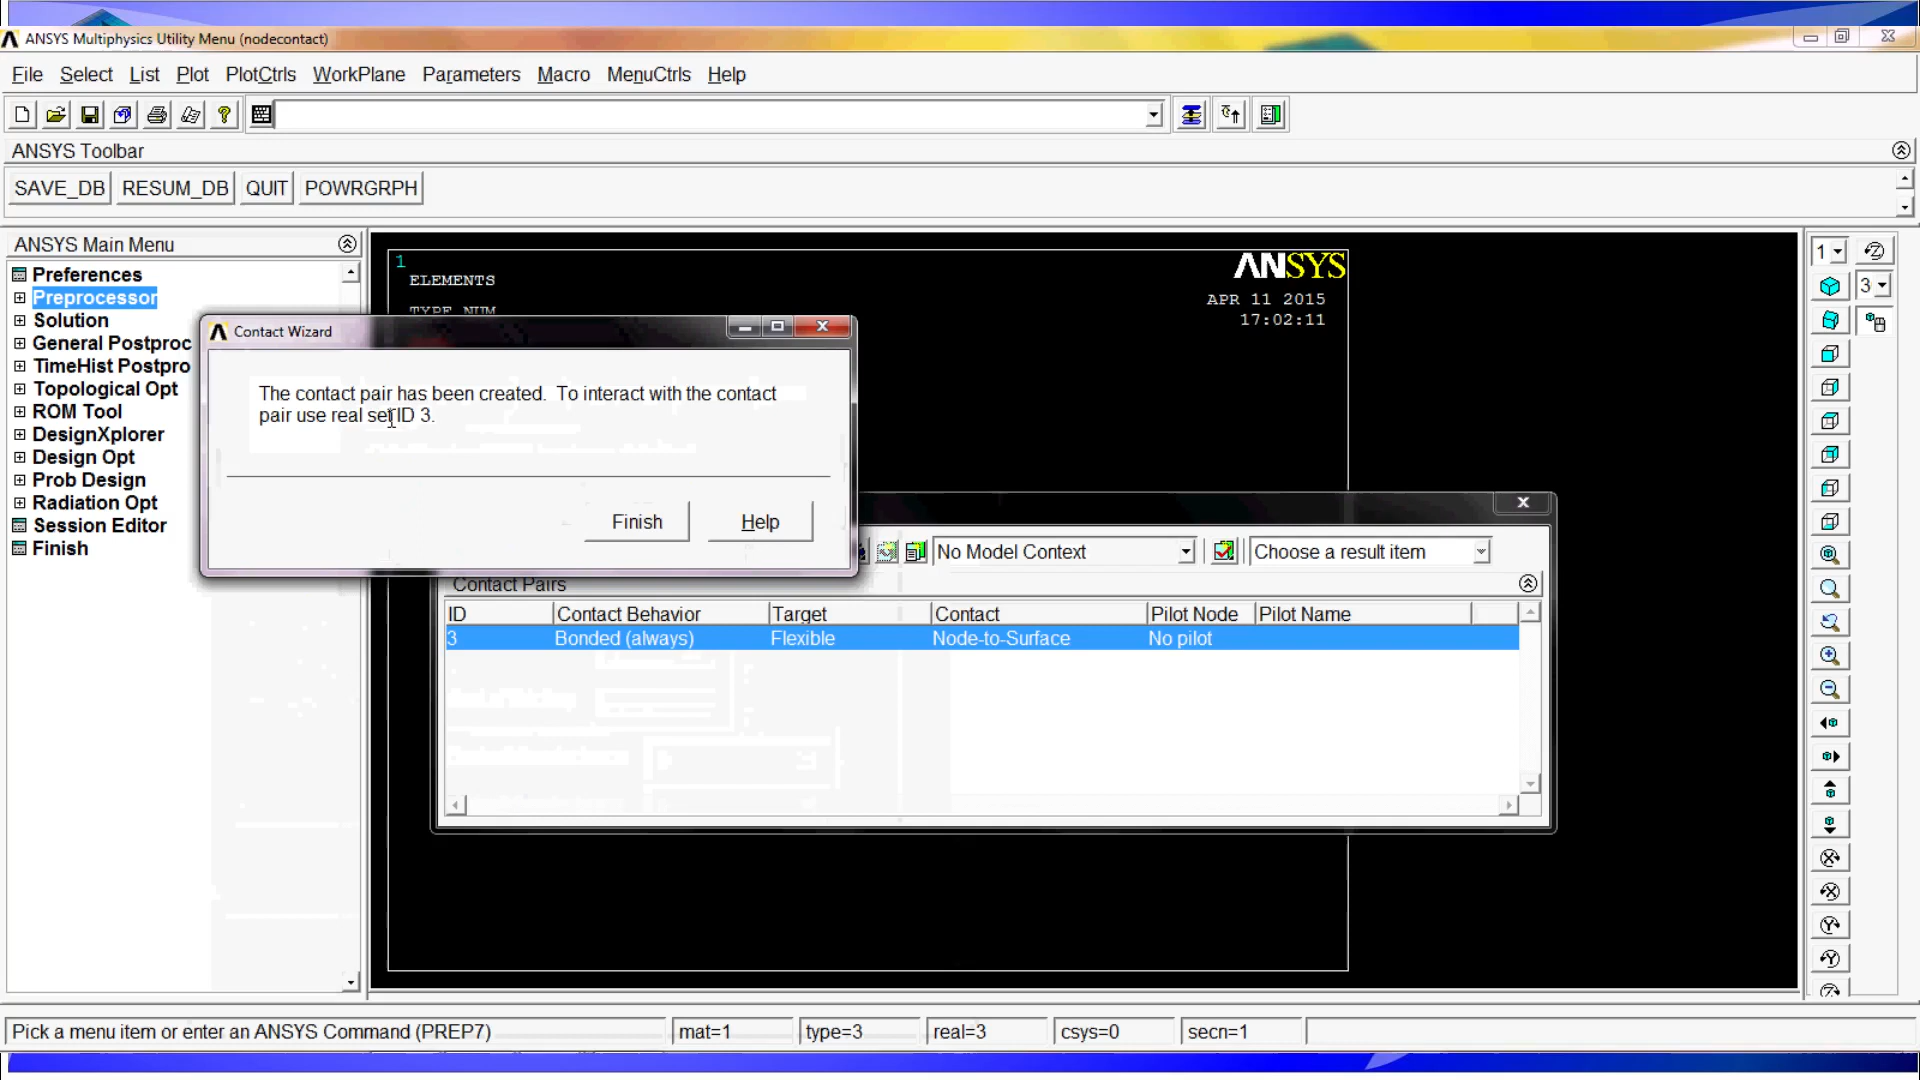 ANSYS Multiphysics Utility Menu (nodecontact)
File Select List Plot PlotCtrls WorkPlane Parameters Macro MenuCtrls Help
ANSYS Toolbar
SAVE_DB RESUM_DB QUIT POWRGRPH
ANSYS Main Menu
Preferences
Preprocessor
Solution
General Postproc
TimeHist Postpro
Topological Opt
ROM Tool
DesignXplorer
Design Opt
Prob Design
Radiation Opt
Session Editor
Finish
1
ELEMENTS
TYPE NUM
ANSYS
APR 11 2015
17:02:11
1
3
Contact Wizard
The contact pair has been created. To interact with the contact
pair use real set ID 3.
Finish Help
No Model Context Choose a result item
Contact Pairs
ID Contact Behavior Target Contact Pilot Node Pilot Name
3 Bonded (always) Flexible Node-to-Surface No pilot
Pick a menu item or enter an ANSYS Command (PREP7) mat=1 type=3 real=3 csys=0 secn=1